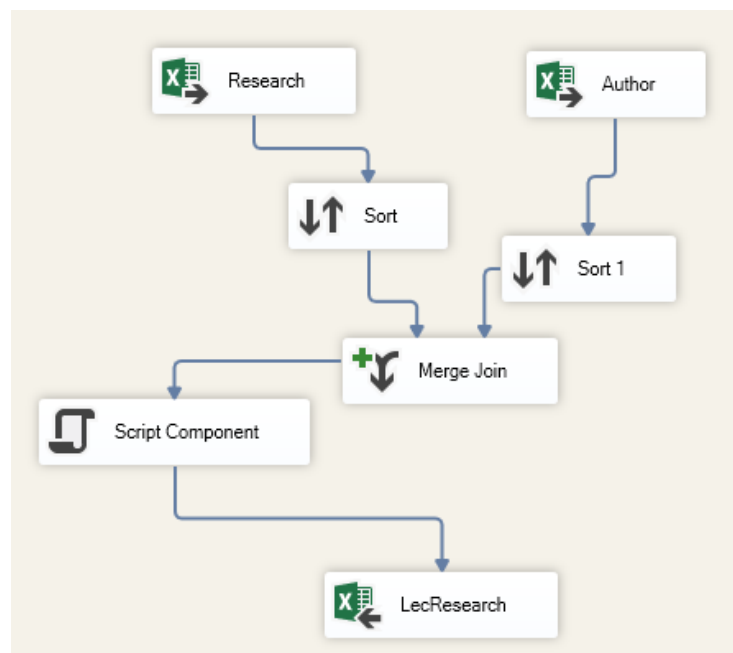 Research
Author
Sort
Sort 1
Merge Join
Script Component
LecResearch